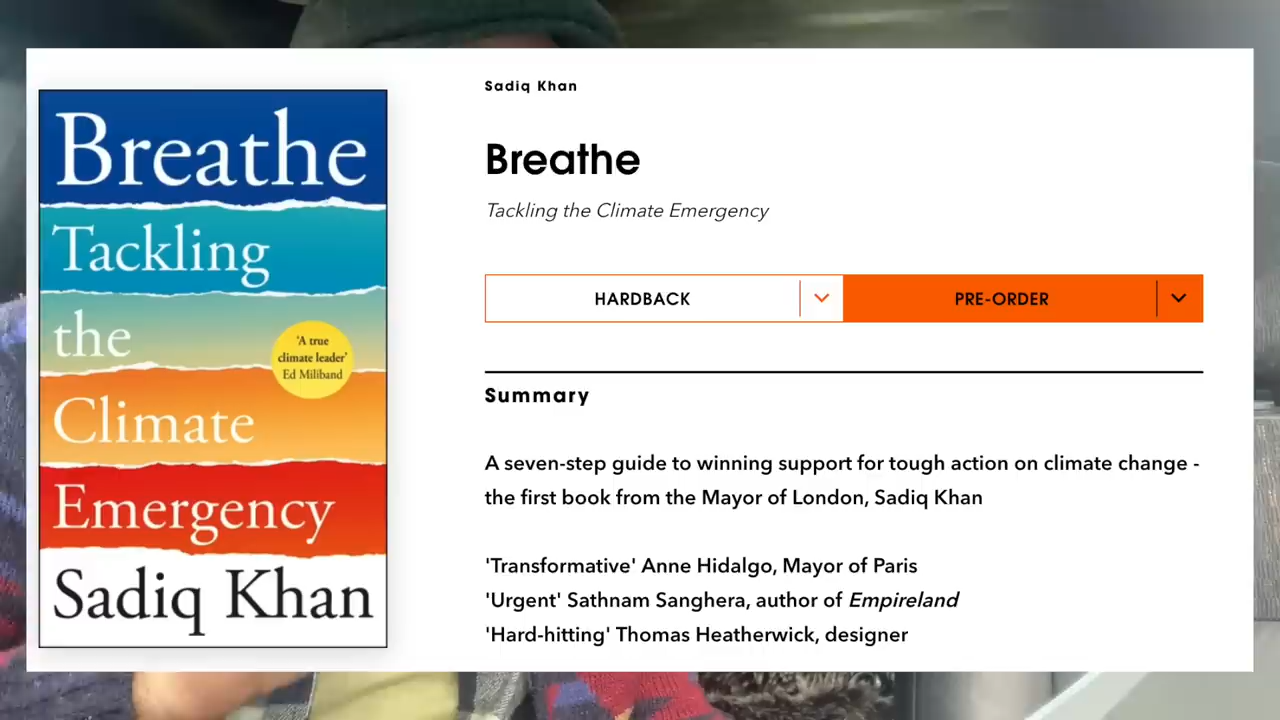 Breathe
Tackling
the
Climate
Emergency
Sadiq Khan
'A true
climate leader'
Ed Miliband
Sadiq Khan
Breathe
Tackling the Climate Emergency
HARDBACK
PRE-ORDER
Summary
A seven-step guide to winning support for tough action on climate change -
the first book from the Mayor of London, Sadiq Khan
'Transformative' Anne Hidalgo, Mayor of Paris
'Urgent' Sathnam Sanghera, author of Empireland
'Hard-hitting' Thomas Heatherwick, designer